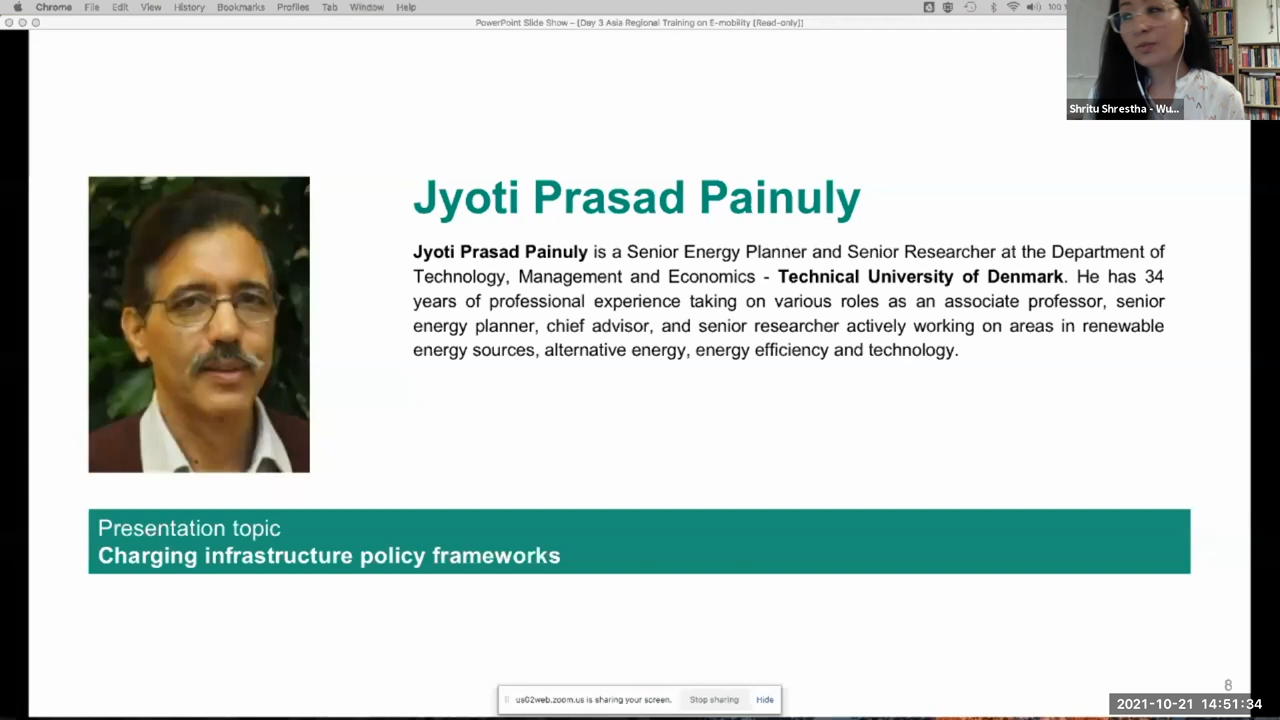 Chrome File Edit View History Bookmarks Profiles Tab Window Help
PowerPoint Slide Show – [Day 3 Asia Regional Training on E-mobility [Read-only]]
Shritu Shrestha - Wu...
Jyoti Prasad Painuly
Jyoti Prasad Painuly is a Senior Energy Planner and Senior Researcher at the Department of
Technology, Management and Economics - Technical University of Denmark. He has 34
years of professional experience taking on various roles as an associate professor, senior
energy planner, chief advisor, and senior researcher actively working on areas in renewable
energy sources, alternative energy, energy efficiency and technology.
Presentation topic
Charging infrastructure policy frameworks
8
us02web.zoom.us is sharing your screen. Stop sharing Hide
2021-10-21 14:51:34